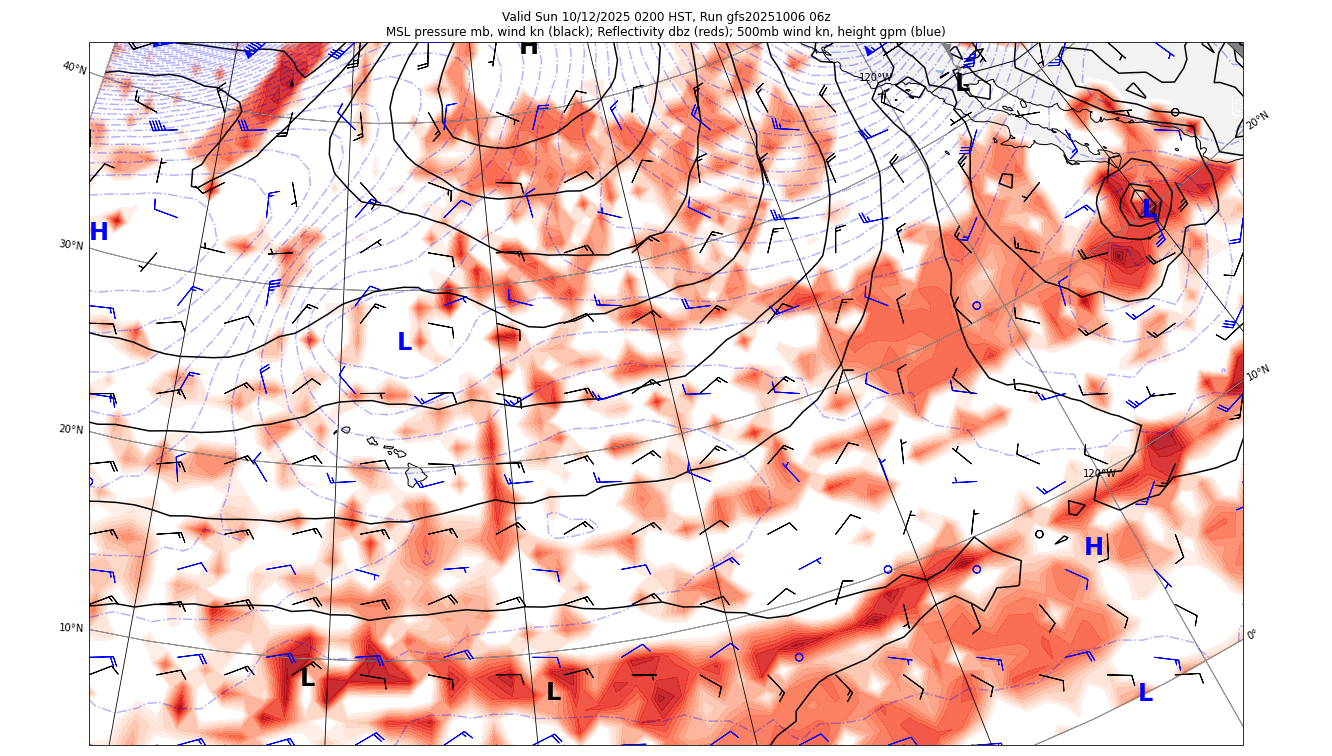 Valid Sun 10/12/2025 0200 HST, Run gfs20251006 06z
MSL pressure mb, wind kn (black); Reflectivity dbz (reds); 500mb wind kn, height gpm (blue)
H
40°N
120°W
L
20°N
L
H
30°N
L
10°N
20°N
120°W
H
10°N
0°
L
L
L